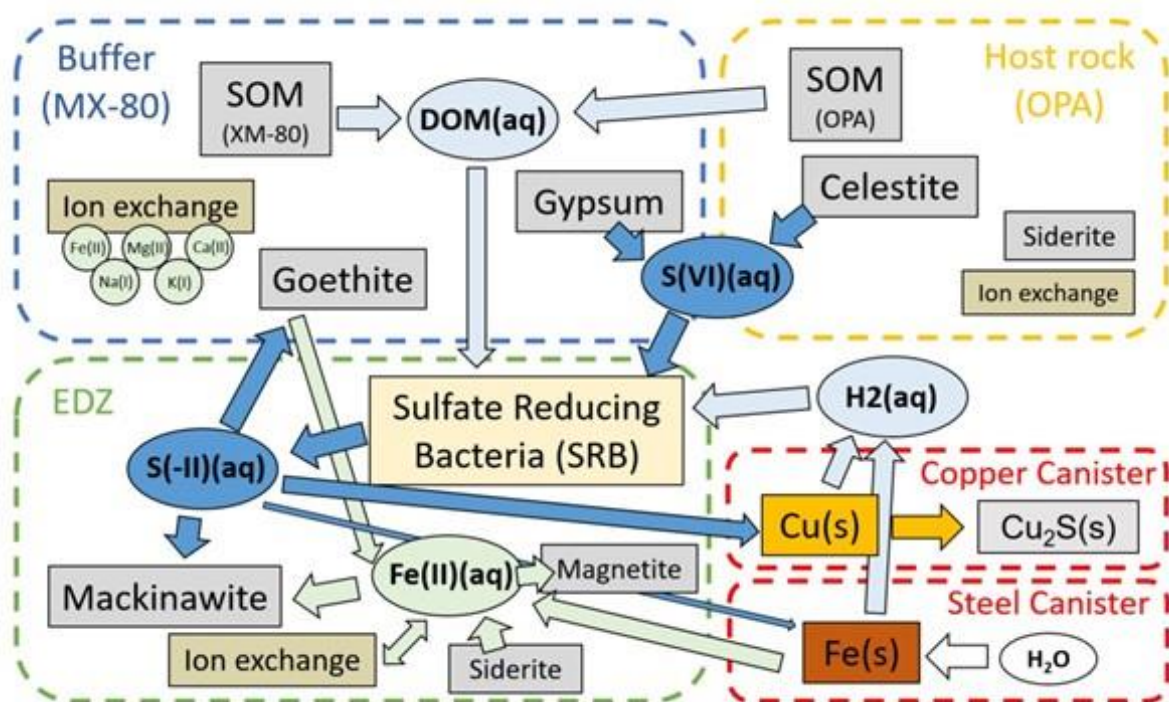 Buffer
(MX-80)
SOM
(XM-80)
DOM(aq)
SOM
(OPA)
Host rock
(OPA)
Ion exchange
Fe(II)
Mg(II)
Ca(II)
Na(I)
K(I)
Goethite
Gypsum
Celestite
S(VI)(aq)
Siderite
Ion exchange
EDZ
Sulfate Reducing
Bacteria (SRB)
H2(aq)
S(-II)(aq)
Copper Canister
Cu(s)
Cu₂S(s)
Mackinawite
Fe(II)(aq)
Magnetite
Steel Canister
Ion exchange
Siderite
Fe(s)
H₂O